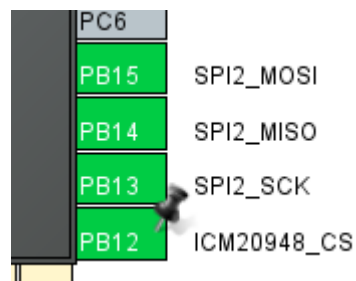 PC6
PB15 SPI2_MOSI
PB14 SPI2_MISO
PB13 SPI2_SCK
PB12 ICM20948_CS